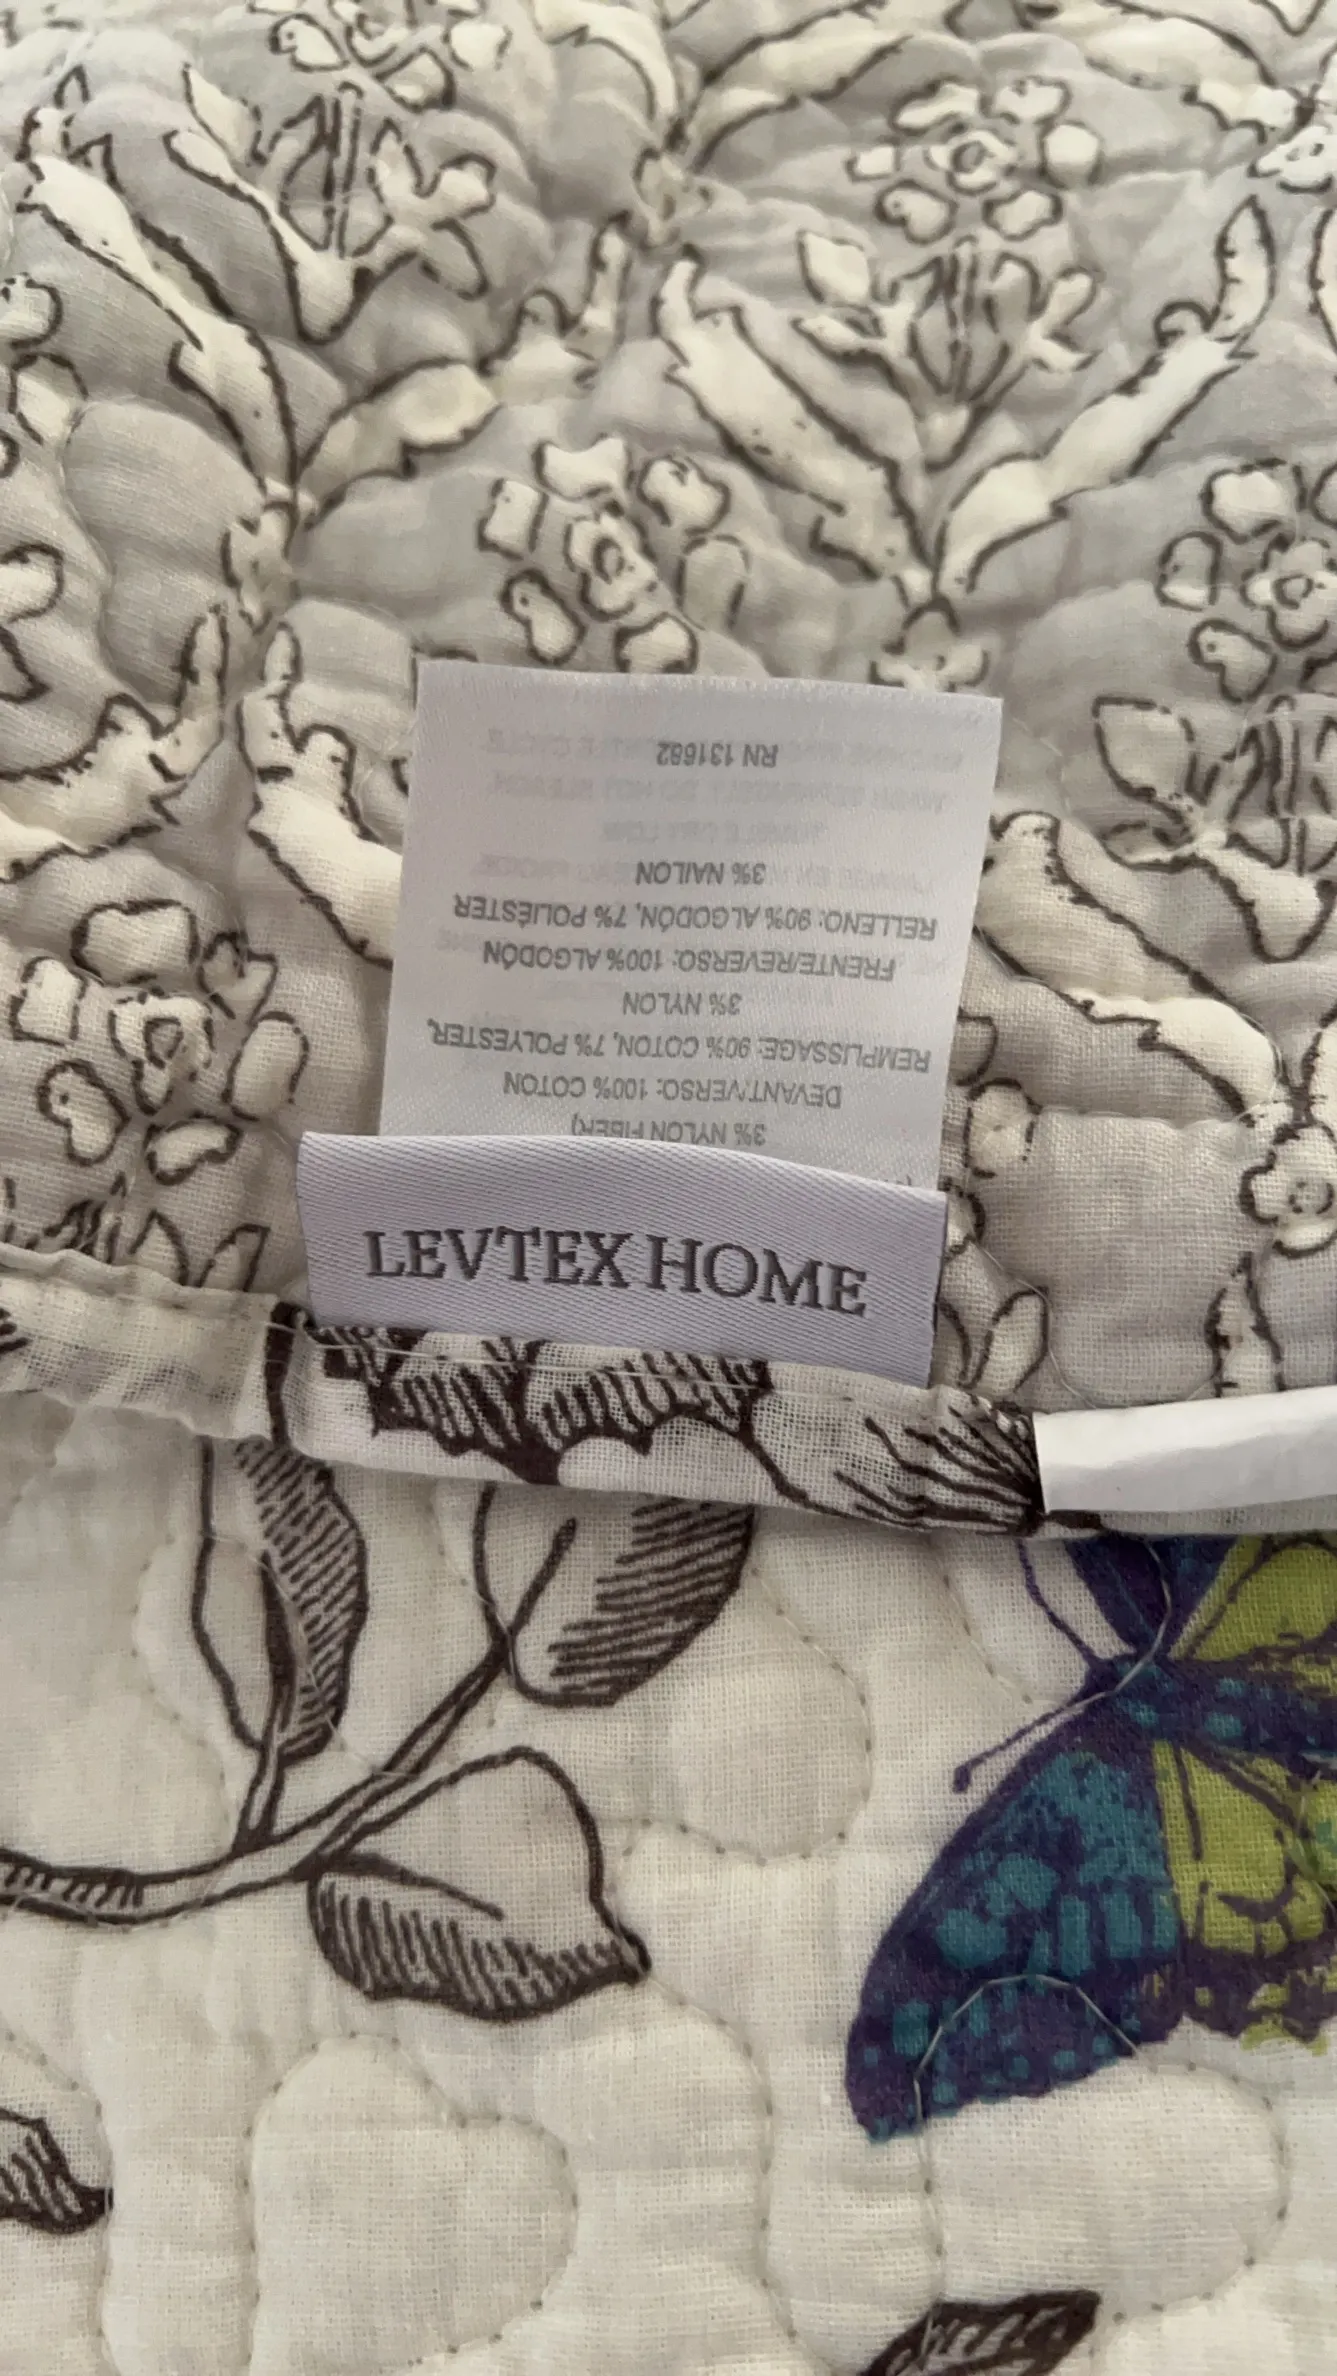 LEVTEX HOME
3% NYLON FIBER)
DEVANT/VERSO: 100% COTON
REMPLISSAGE: 90% COTON, 7% POLYESTER,
3% NYLON
FRENTE/REVERSO: 100% ALGODÓN
RELLENO: 90% ALGODÓN, 7% POLIÉSTER
3% NAILON
RN 131682